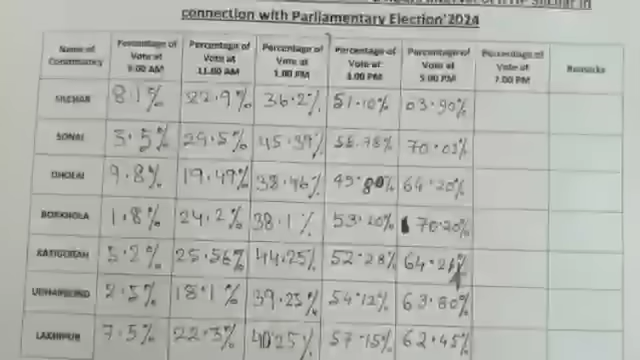 connection with Parliamentary Election'2024
Name of Constituency Percentage of Vote at 9:00 AM Percentage of Vote at 11:00 AM Percentage of Vote at 1:00 PM Percentage of Vote at 3:00 PM Percentage of Vote at 5:00 PM Percentage of Vote at 7:00 PM Remarks
SILCHAR 8.1% 22.9% 36.2% 51.10% 63.90%
SONAI 3.5% 29.5% 45.39% 58.78% 70.03%
DHOLAI 9.8% 19.49% 38.46% 49.80% 64.20%
BORKHOLA 1.8% 24.2% 38.1% 53.20% 70.20%
KATIGORAH 5.2% 25.56% 44.25% 52.28% 64.21%
UDHARBOND 2.5% 18.1% 39.25% 54.12% 63.80%
LAKHIPUR 7.5% 22.3% 40.25% 57.15% 62.45%